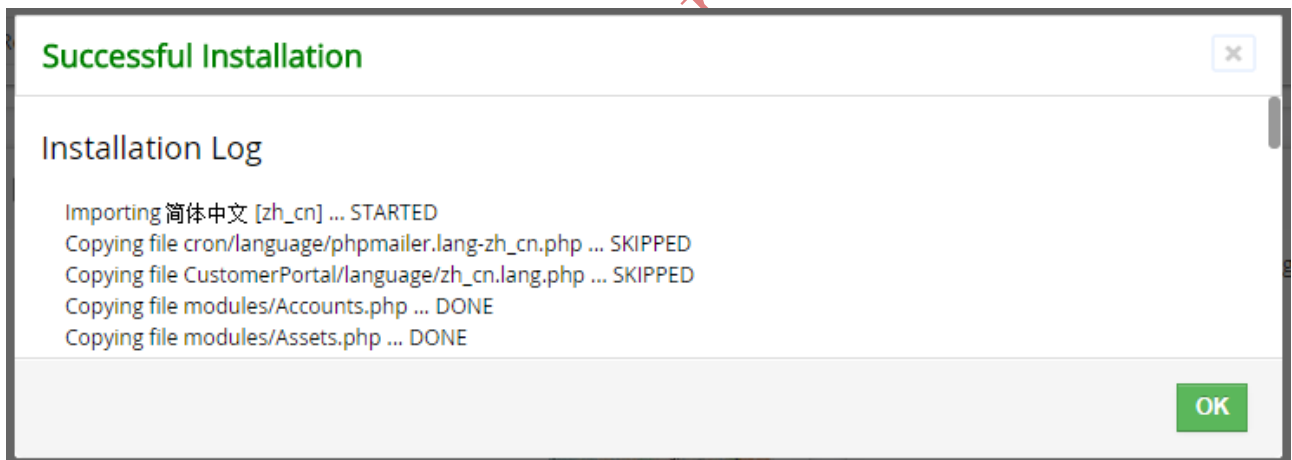 Successful Installation
Installation Log
Importing 简体中文 [zh_cn] ... STARTED
Copying file cron/language/phpmailer.lang-zh_cn.php ... SKIPPED
Copying file CustomerPortal/language/zh_cn.lang.php ... SKIPPED
Copying file modules/Accounts.php ... DONE
Copying file modules/Assets.php ... DONE
OK